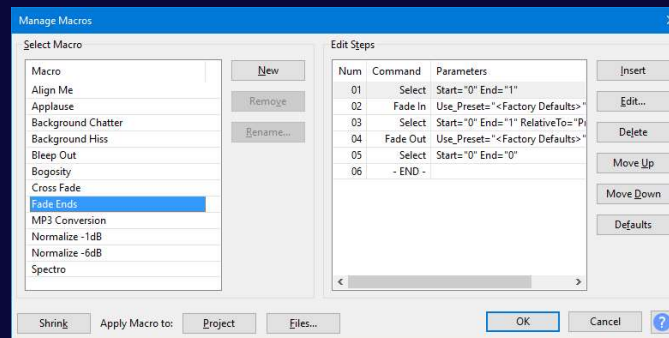 Manage Macros
Select Macro
Edit Steps
Macro
Align Me
Applause
Background Chatter
Background Hiss
Bleep Out
Bogosity
Cross Fade
Fade Ends
MP3 Conversion
Normalize -1dB
Normalize -6dB
Spectro
New
Remove
Rename...
Num Command Parameters
01 Select Start="0" End="1"
02 Fade In Use_Preset="<Factory Defaults>"
03 Select Start="0" End="1" RelativeTo="Pr
04 Fade Out Use_Preset="<Factory Defaults>"
05 Select Start="0" End="0"
06 - END -
Insert
Edit...
Delete
Move Up
Move Down
Defaults
Shrink Apply Macro to: Project Files... OK Cancel ?